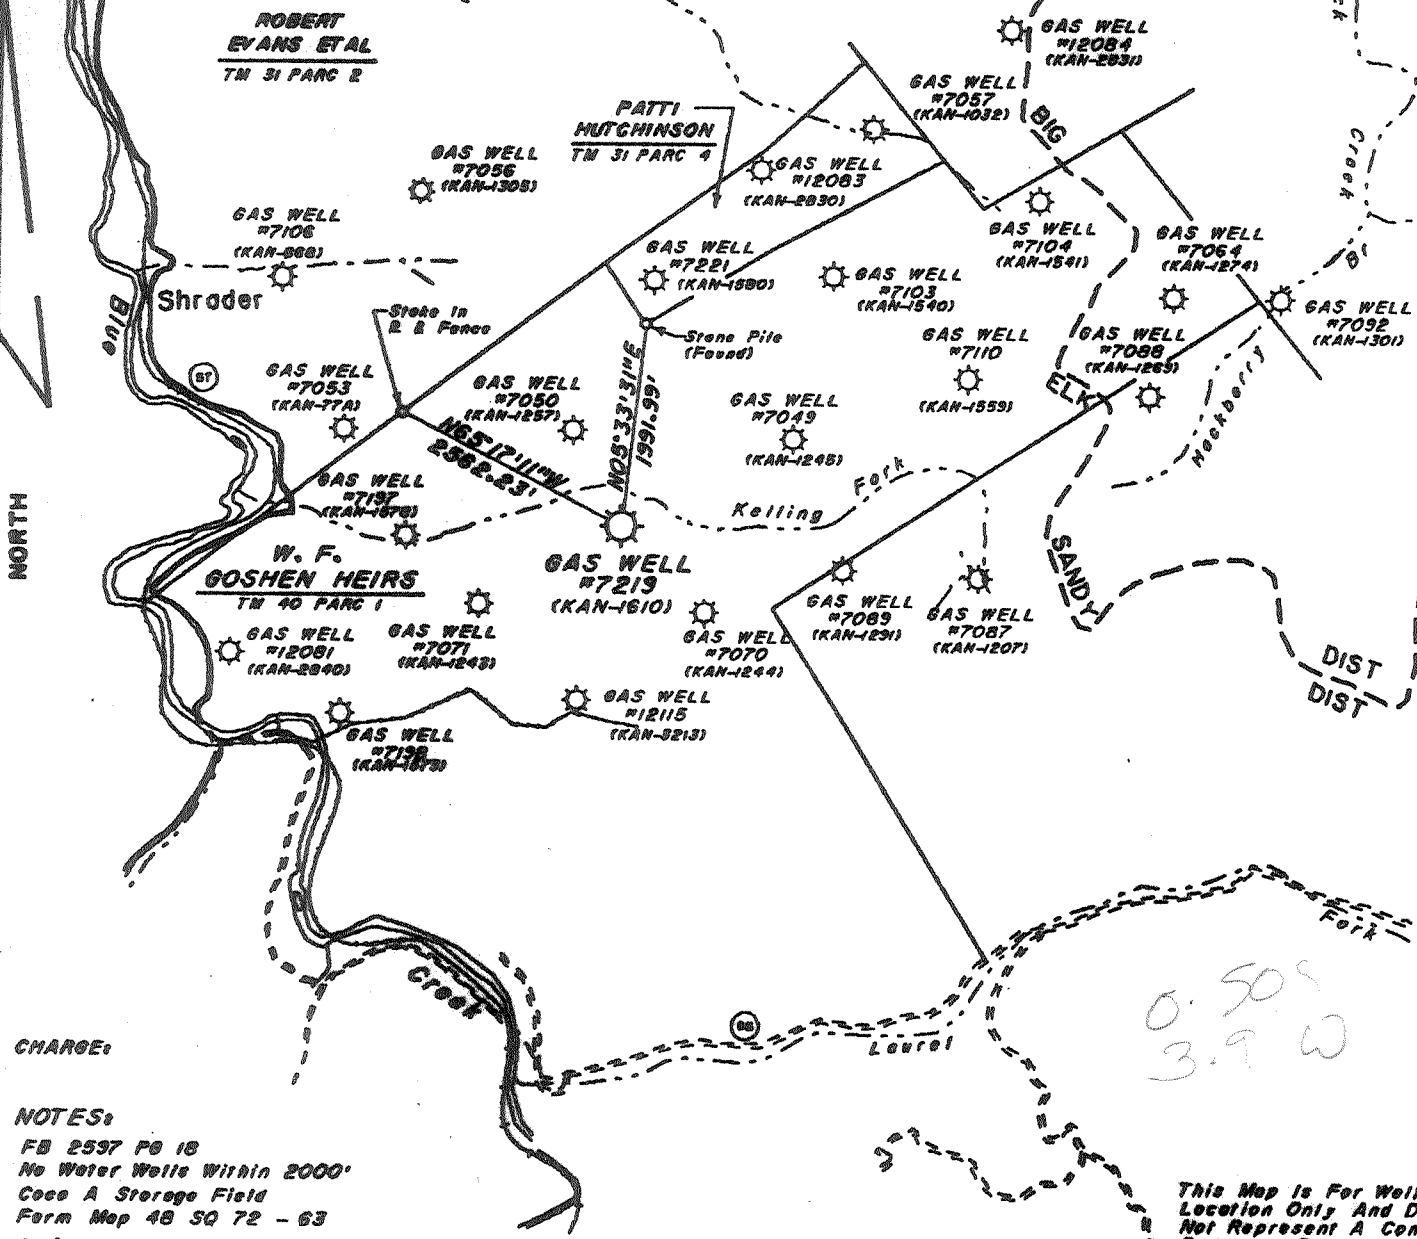 ROBERT
EVANS ET AL
TM 31 PARC 2
GAS WELL
#12084
(KAN-2831)
GAS WELL
#7057
(KAN-1032)
BIG
PATTI
HUTCHINSON
TM 31 PARC 4
GAS WELL
#7056
(KAN-1305)
GAS WELL
#12083
(KAN-2830)
Creek
GAS WELL
#7106
GAS WELL
#7221
(KAN-1580)
GAS WELL
#7104
(KAN-1541)
GAS WELL
#7064
(KAN-1274)
GAS WELL
#7103
(KAN-1540)
Shrader
Blue
Stake In
Fence
Stone Pile
(Found)
GAS WELL
#7110
(KAN-1559)
GAS WELL
#7088
(KAN-1269)
GAS WELL
#7092
(KAN-1301)
Hackberry
ELK
GAS WELL
#7053
(KAN-77A)
GAS WELL
#7050
(KAN-1257)
GAS WELL
#7049
(KAN-1245)
N05°33'31"E
1991.99'
N65°17'11"W
2562.23'
GAS WELL
#7197
NORTH
Kelling
Fork
SANDY
W. F.
GOSHEN HEIRS
TM 40 PARC 1
GAS WELL
#7219
(KAN-1610)
GAS WELL
#7089
(KAN-1291)
GAS WELL
#7087
(KAN-1207)
GAS WELL
#12081
(KAN-2840)
GAS WELL
#7071
(KAN-1243)
GAS WELL
#7070
(KAN-1244)
DIST
DIST
GAS WELL
#12115
(KAN-3213)
GAS WELL
#7198
Creek
Laurel
Fork
0.50 S
3.9 W
CHARGE:
NOTES:
FB 2597 PG 18
No Water Wells Within 2000'
Coco A Storage Field
Farm Map 48 SQ 72 - 63
This Map Is For Well
Location Only And D
Not Represent A Con